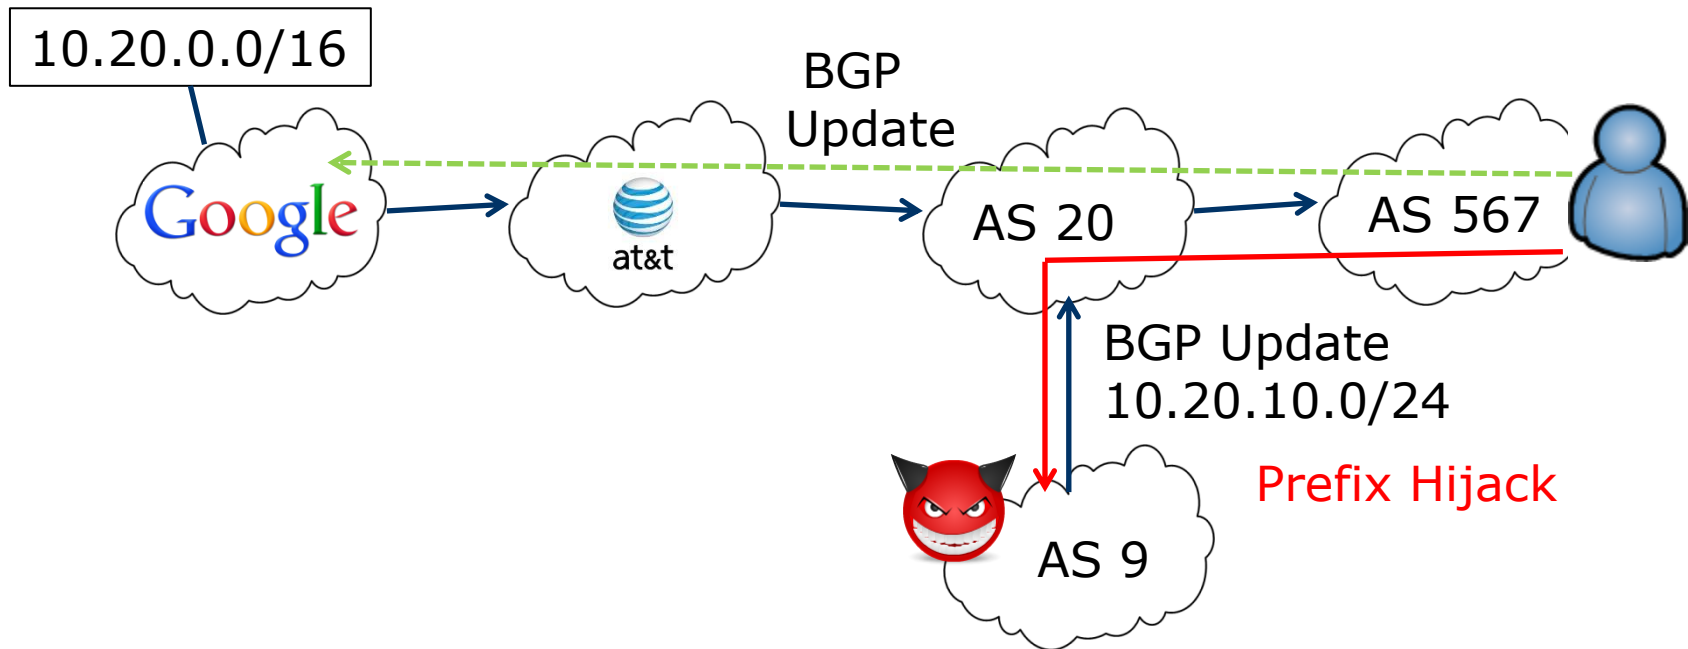 10.20.0.0/16
BGP
Update
Google
at&t
AS 20
AS 567
BGP Update
10.20.10.0/24
Prefix Hijack
AS 9